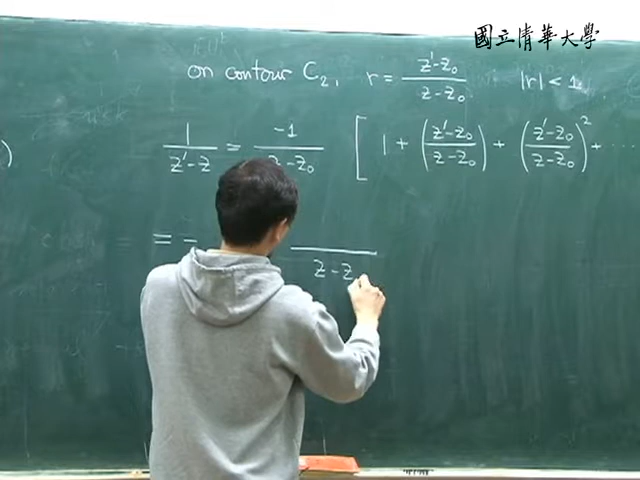 國立清華大學
on contour C₂, r = (z'-z₀)/(z-z₀) |r| < 1
1/(z'-z) = -1/(z-z₀) [ 1 + ((z'-z₀)/(z-z₀)) + ((z'-z₀)/(z-z₀))² + ...
= - /(z-z